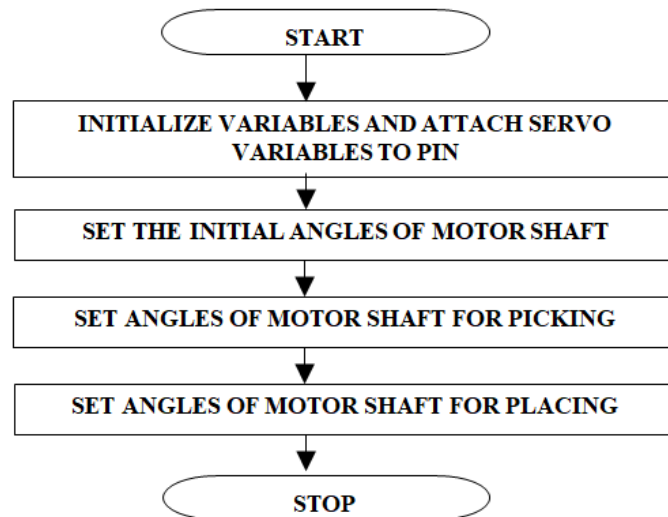 START
INITIALIZE VARIABLES AND ATTACH SERVO
VARIABLES TO PIN
SET THE INITIAL ANGLES OF MOTOR SHAFT
SET ANGLES OF MOTOR SHAFT FOR PICKING
SET ANGLES OF MOTOR SHAFT FOR PLACING
STOP